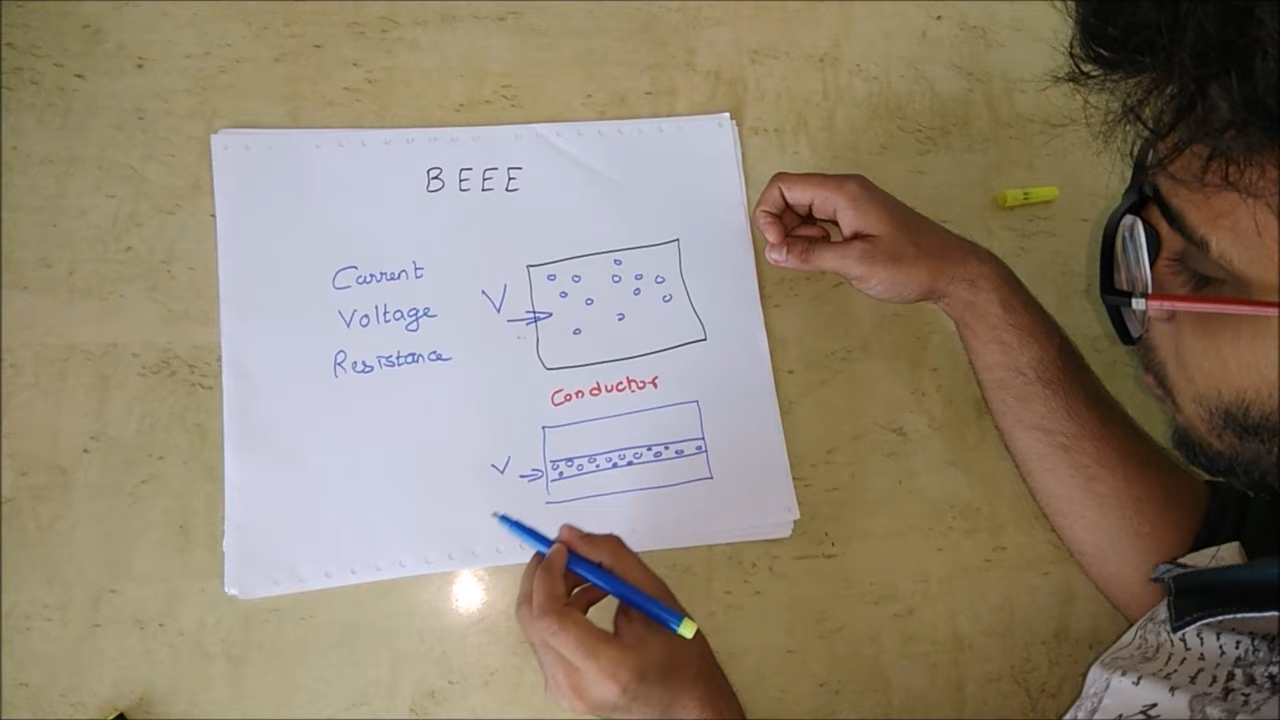 BEEE
Current
Voltage
Resistance
V
Conductor
V